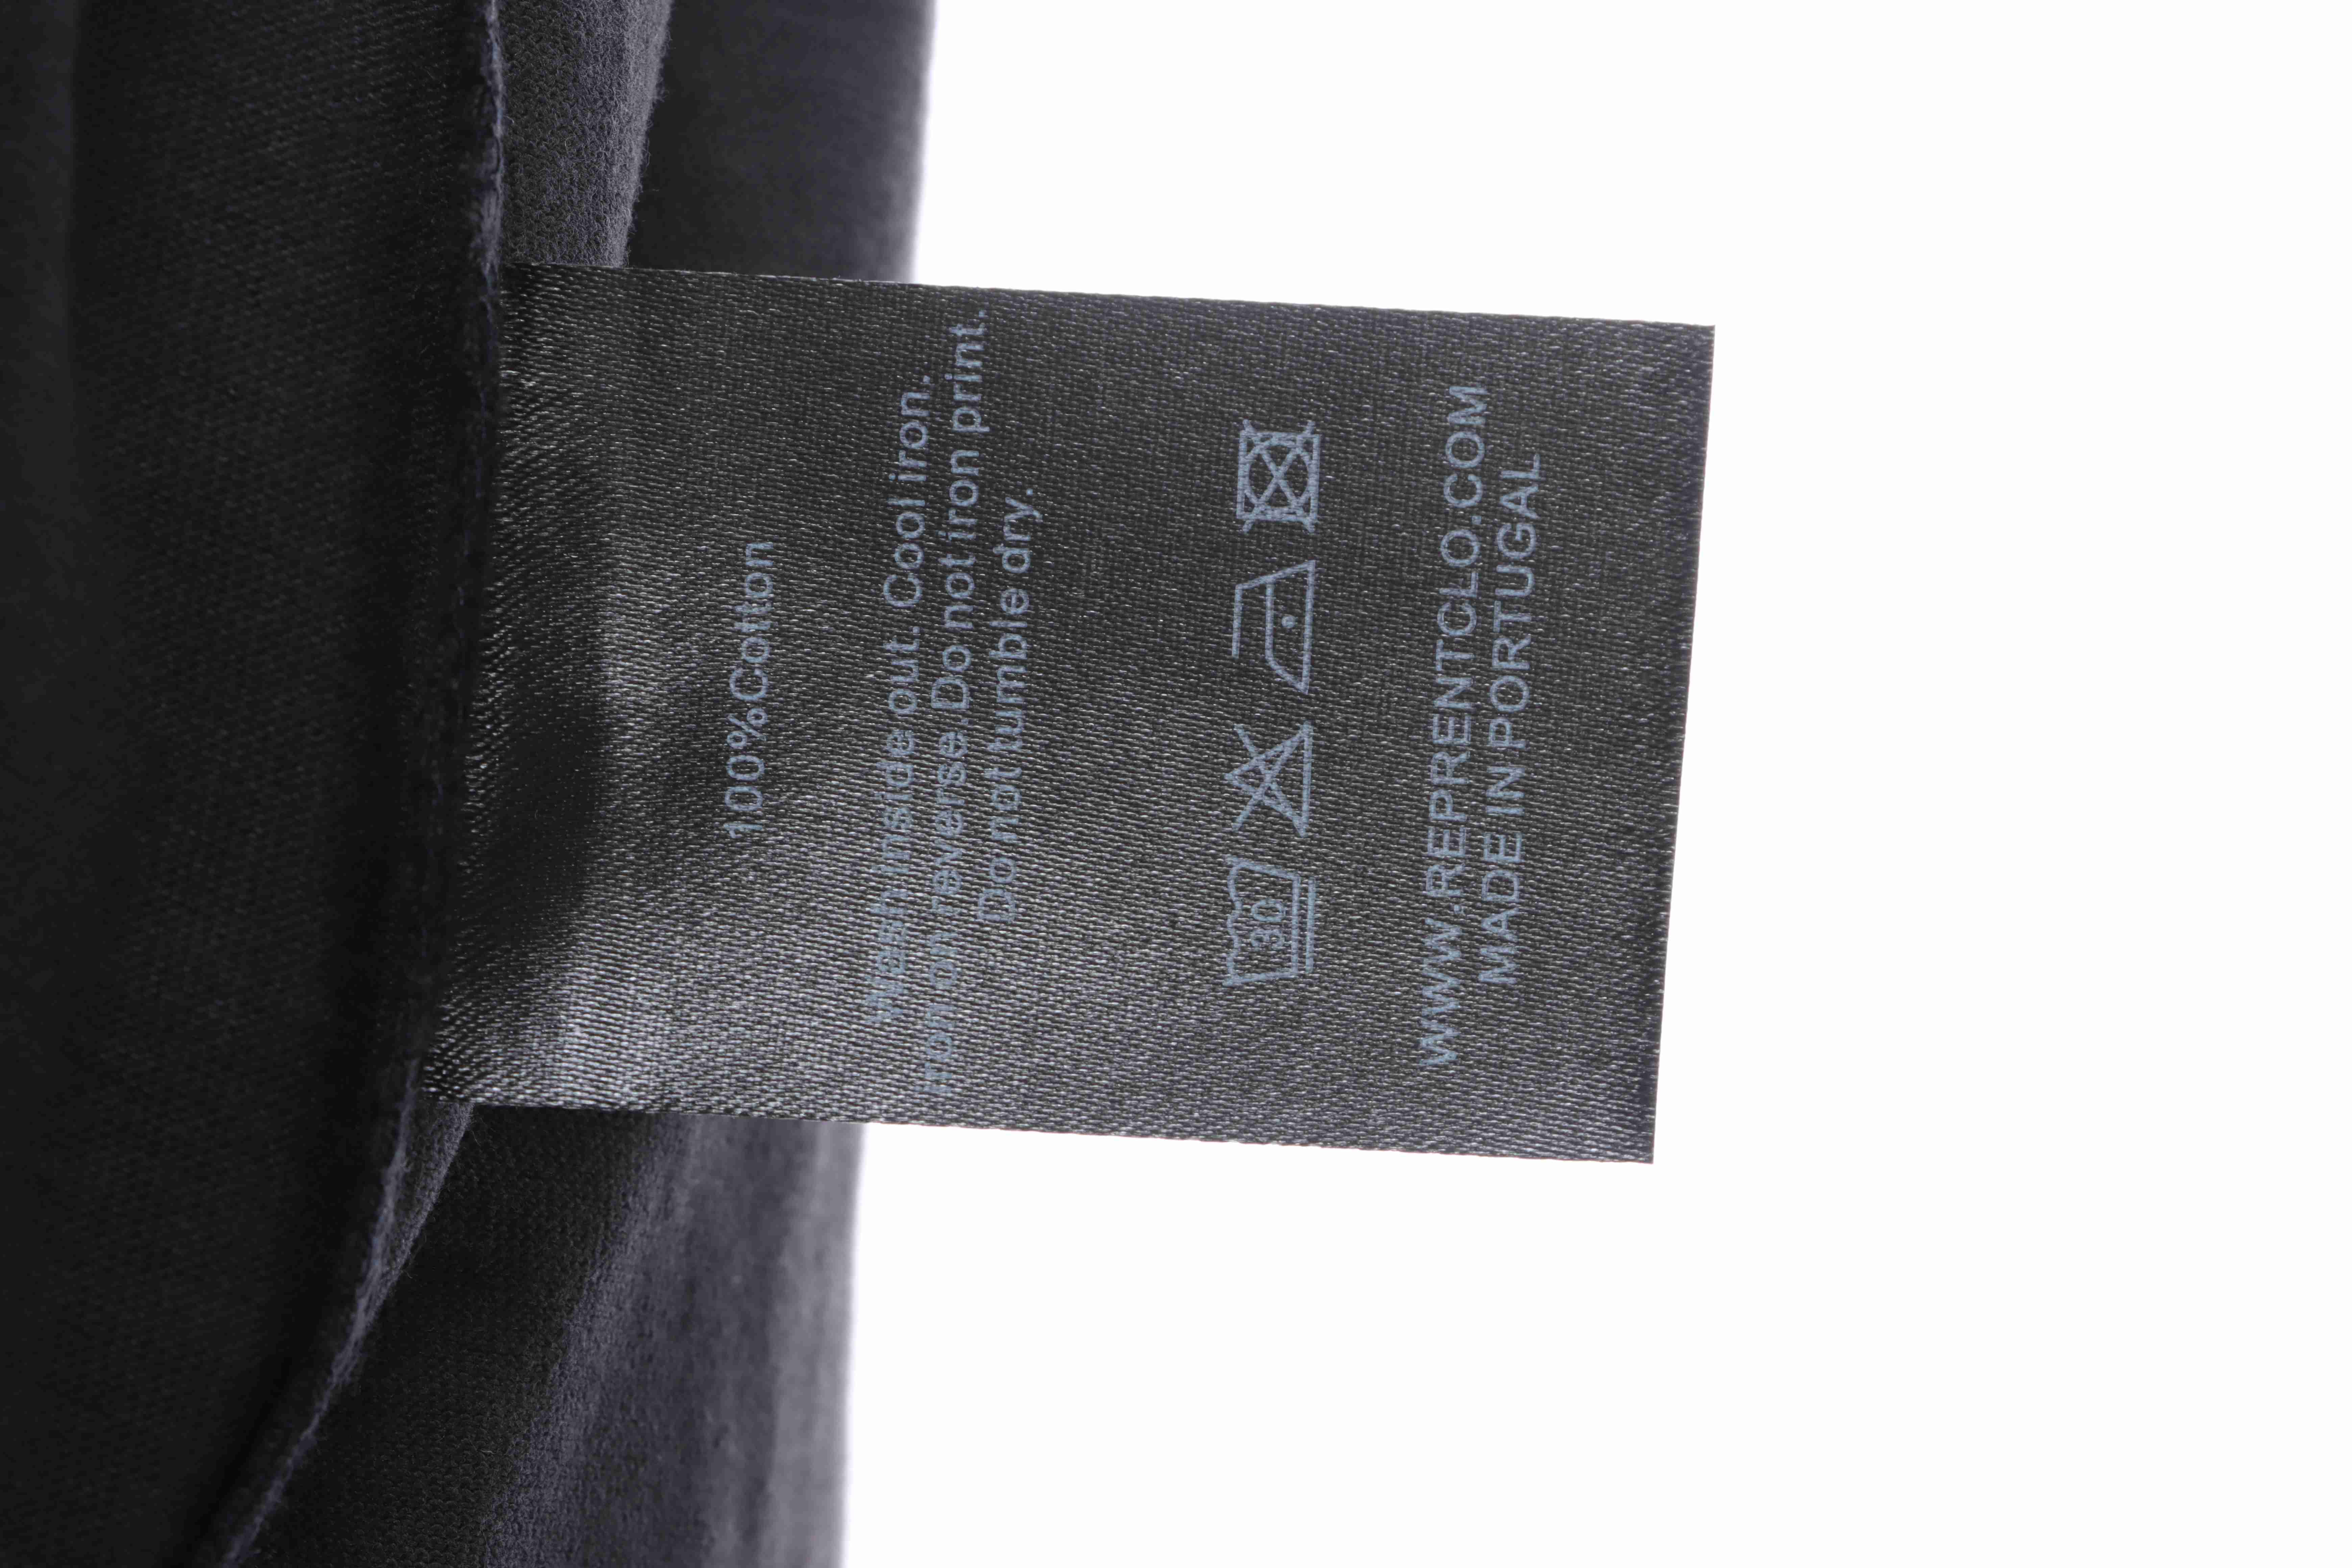 100%Cotton
Wash inside out. Cool iron.
Iron on reverse.Do not iron print.
Do not tumble dry.
30
WWW.REPRENTCLO.COM
MADE IN PORTUGAL